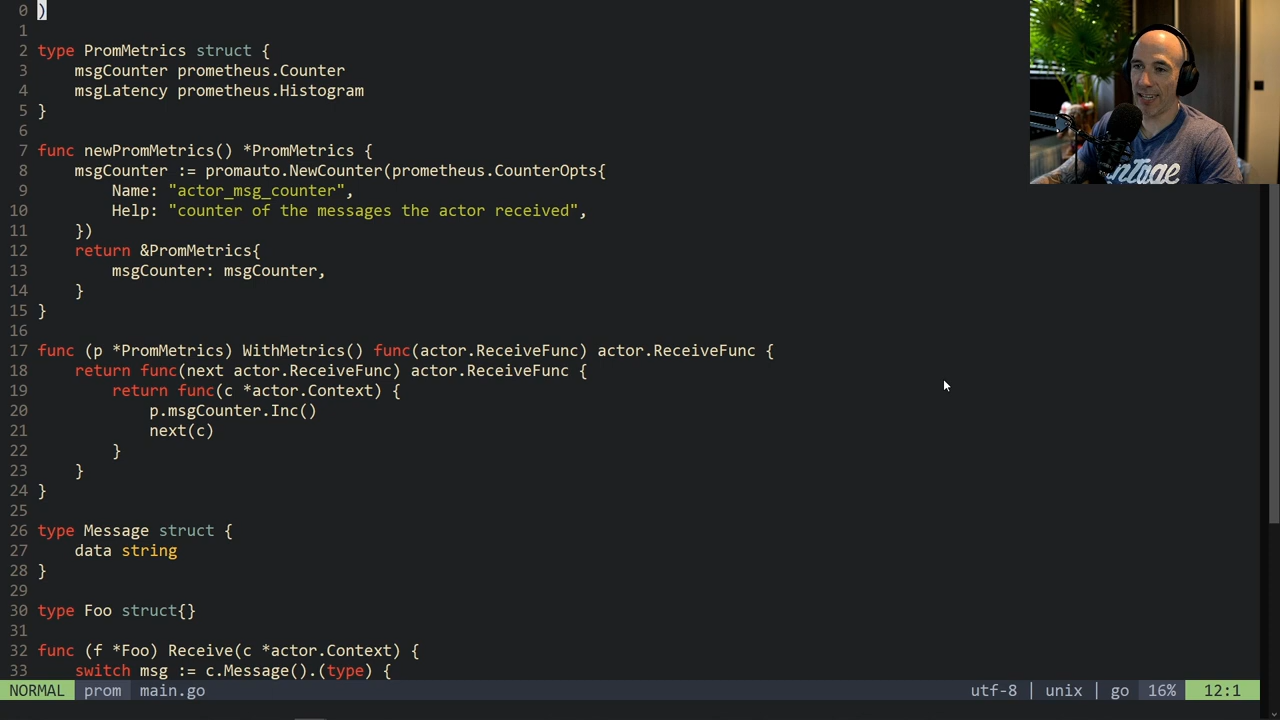 0 )
1
2 type PromMetrics struct {
3     msgCounter prometheus.Counter
4     msgLatency prometheus.Histogram
5 }
6
7 func newPromMetrics() *PromMetrics {
8     msgCounter := promauto.NewCounter(prometheus.CounterOpts{
9         Name: "actor_msg_counter",
10         Help: "counter of the messages the actor received",
11     })
12     return &PromMetrics{
13         msgCounter: msgCounter,
14     }
15 }
16
17 func (p *PromMetrics) WithMetrics() func(actor.ReceiveFunc) actor.ReceiveFunc {
18     return func(next actor.ReceiveFunc) actor.ReceiveFunc {
19         return func(c *actor.Context) {
20             p.msgCounter.Inc()
21             next(c)
22         }
23     }
24 }
25
26 type Message struct {
27     data string
28 }
29
30 type Foo struct{}
31
32 func (f *Foo) Receive(c *actor.Context) {
33     switch msg := c.Message().(type) {
NORMAL prom main.go utf-8 | unix | go 16% 12:1